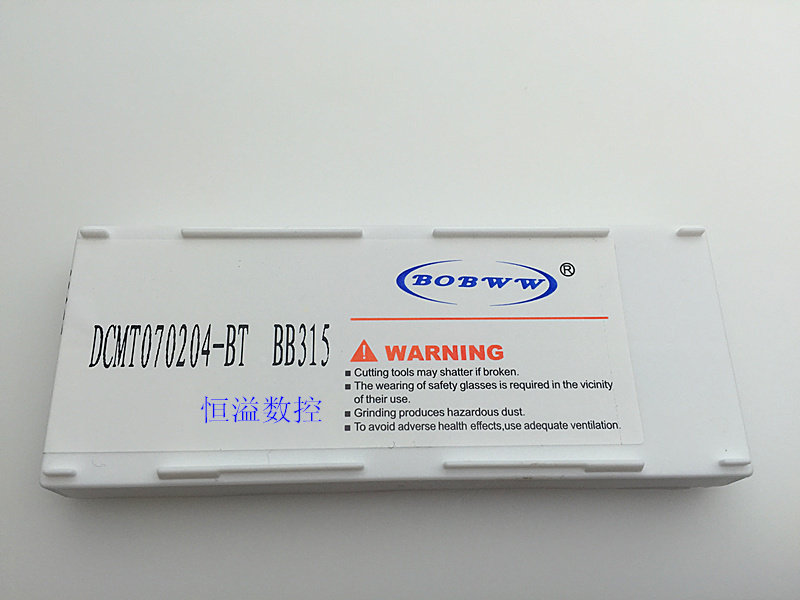 BOBWW®
DCMT070204-BT BB315
WARNING
Cutting tools may shatter if broken.
The wearing of safety glasses is required in the vicinity
of their use.
Grinding produces hazardous dust.
To avoid adverse health effects,use adequate ventilation.
恒溢数控